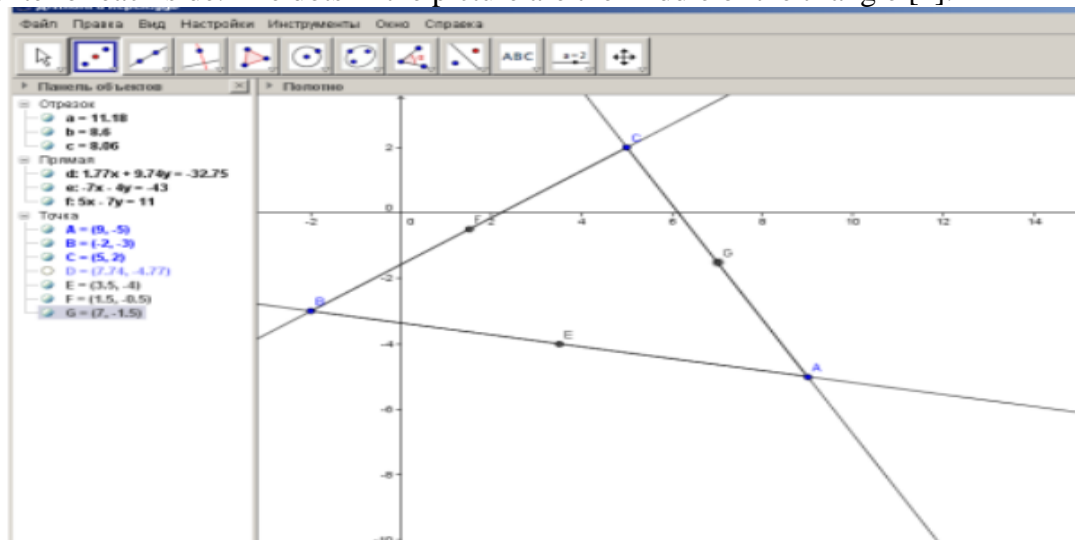 Файл Правка Вид Настройки Инструменты Окно Справка
ABC a=2
Панель объектов
Полотно
Отрезок
a = 11.18
b = 8.6
c = 8.06
Прямая
d: 1.77x + 9.74y = -32.75
e: -7x - 4y = -43
f: 5x - 7y = 11
Точка
A = (9, -5)
B = (-2, -3)
C = (5, 2)
D = (7.74, -4.77)
E = (3.5, -4)
F = (1.5, -0.5)
G = (7, -1.5)
C
2
0
-2 0 2 4 6 8 10 12 14
F
G
-2
B
E
-4
A
-6
-8
-10